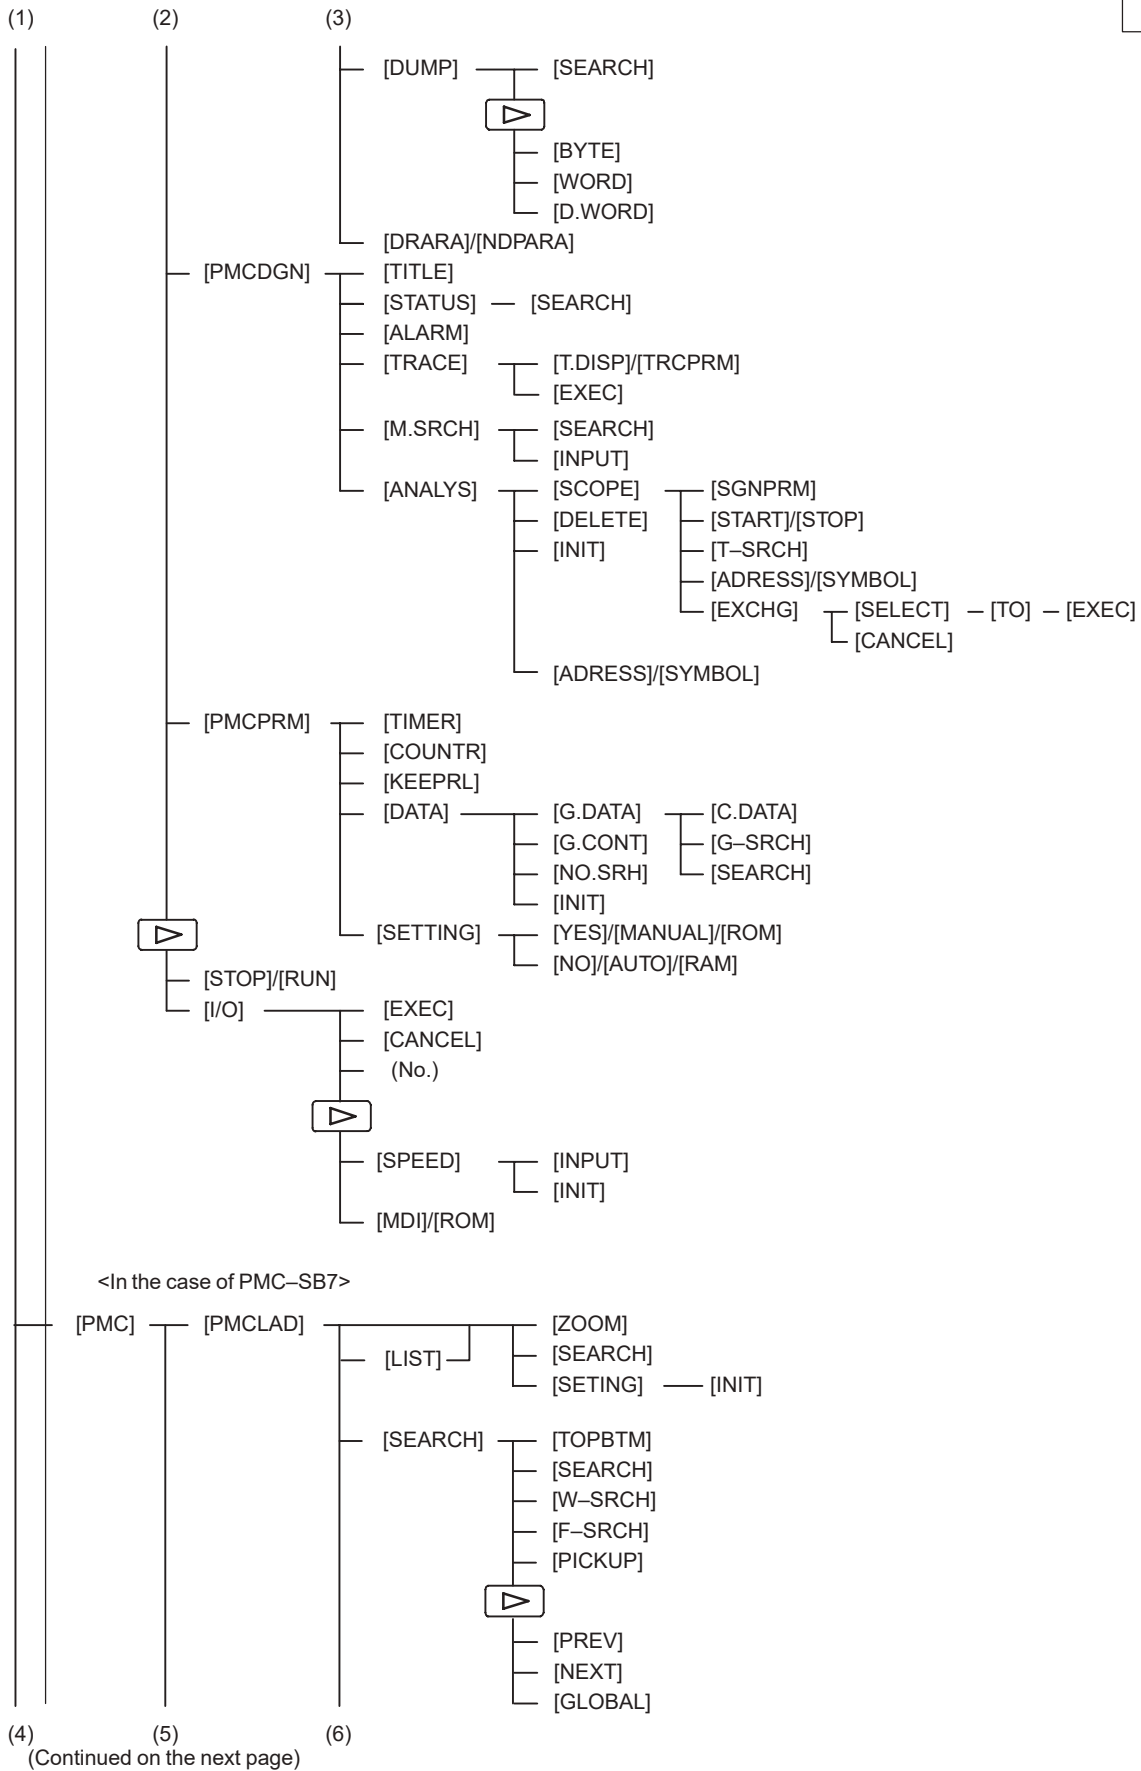 (1) (2) (3)
[DUMP] [SEARCH]
[BYTE]
[WORD]
[D.WORD]
[DRARA]/[NDPARA]
[PMCDGN] [TITLE]
[STATUS] [SEARCH]
[ALARM]
[TRACE] [T.DISP]/[TRCPRM]
[EXEC]
[M.SRCH] [SEARCH]
[INPUT]
[ANALYS] [SCOPE] [SGNPRM]
[DELETE] [START]/[STOP]
[INIT] [T–SRCH]
[ADRESS]/[SYMBOL]
[EXCHG] [SELECT] [TO] [EXEC]
[CANCEL]
[ADRESS]/[SYMBOL]
[PMCPRM] [TIMER]
[COUNTR]
[KEEPRL]
[DATA] [G.DATA] [C.DATA]
[G.CONT] [G–SRCH]
[NO.SRH] [SEARCH]
[INIT]
[SETTING] [YES]/[MANUAL]/[ROM]
[NO]/[AUTO]/[RAM]
[STOP]/[RUN]
[I/O] [EXEC]
[CANCEL]
(No.)
[SPEED] [INPUT]
[INIT]
[MDI]/[ROM]
<In the case of PMC–SB7>
[PMC] [PMCLAD] [ZOOM]
[LIST] [SEARCH]
[SETING] [INIT]
[SEARCH] [TOPBTM]
[SEARCH]
[W–SRCH]
[F–SRCH]
[PICKUP]
[PREV]
[NEXT]
[GLOBAL]
(4) (5) (6)
(Continued on the next page)